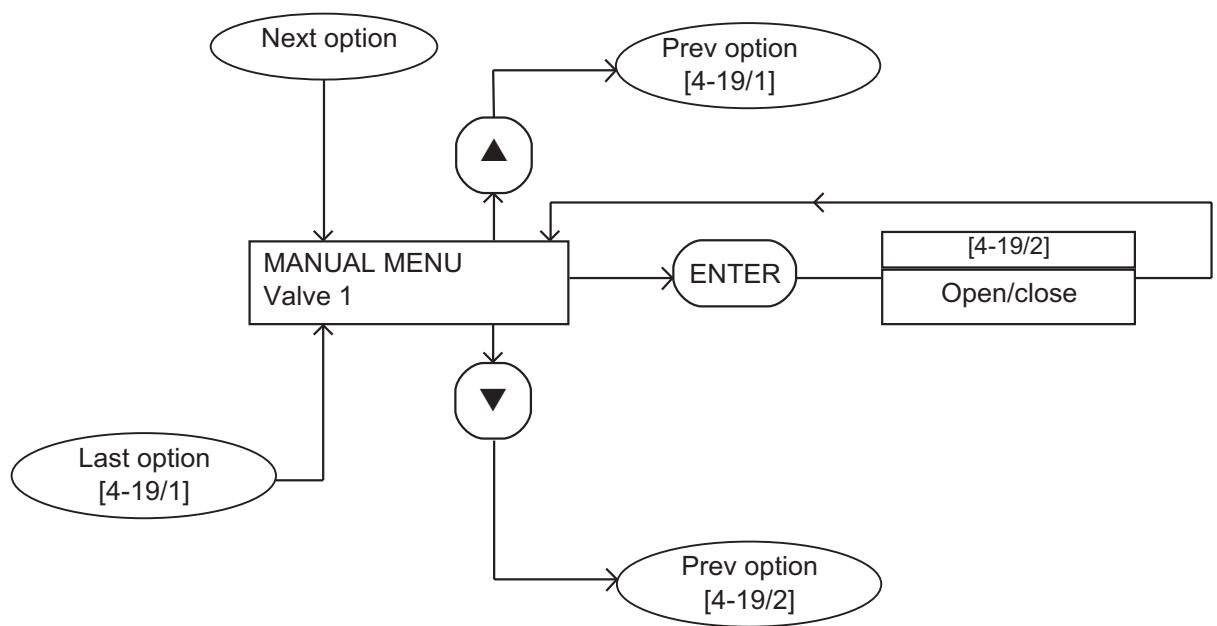 Next option
Prev option
[4-19/1]
▲
MANUAL MENU
Valve 1
ENTER
[4-19/2]
Open/close
▼
Last option
[4-19/1]
Prev option
[4-19/2]